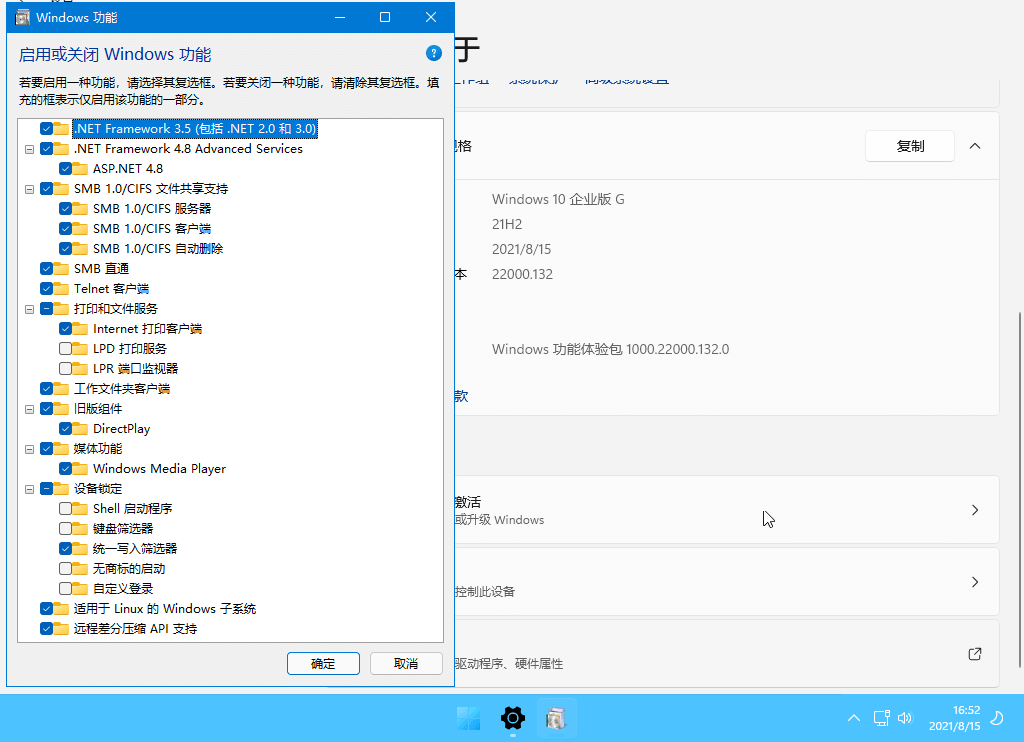 Windows 功能
启用或关闭 Windows 功能
若要启用一种功能，请选择其复选框。若要关闭一种功能，请清除其复选框。填
充的框表示仅启用该功能的一部分。
.NET Framework 3.5 (包括 .NET 2.0 和 3.0)
.NET Framework 4.8 Advanced Services
ASP.NET 4.8
SMB 1.0/CIFS 文件共享支持
SMB 1.0/CIFS 服务器
SMB 1.0/CIFS 客户端
SMB 1.0/CIFS 自动删除
SMB 直通
Telnet 客户端
打印和文件服务
Internet 打印客户端
LPD 打印服务
LPR 端口监视器
工作文件夹客户端
旧版组件
DirectPlay
媒体功能
Windows Media Player
设备锁定
Shell 启动程序
键盘筛选器
统一写入筛选器
无商标的启动
自定义登录
适用于 Linux 的 Windows 子系统
远程差分压缩 API 支持
确定
取消
于
格
复制
Windows 10 企业版 G
21H2
2021/8/15
本 22000.132
Windows 功能体验包 1000.22000.132.0
款
激活
或升级 Windows
控制此设备
驱动程序、硬件属性
16:52
2021/8/15